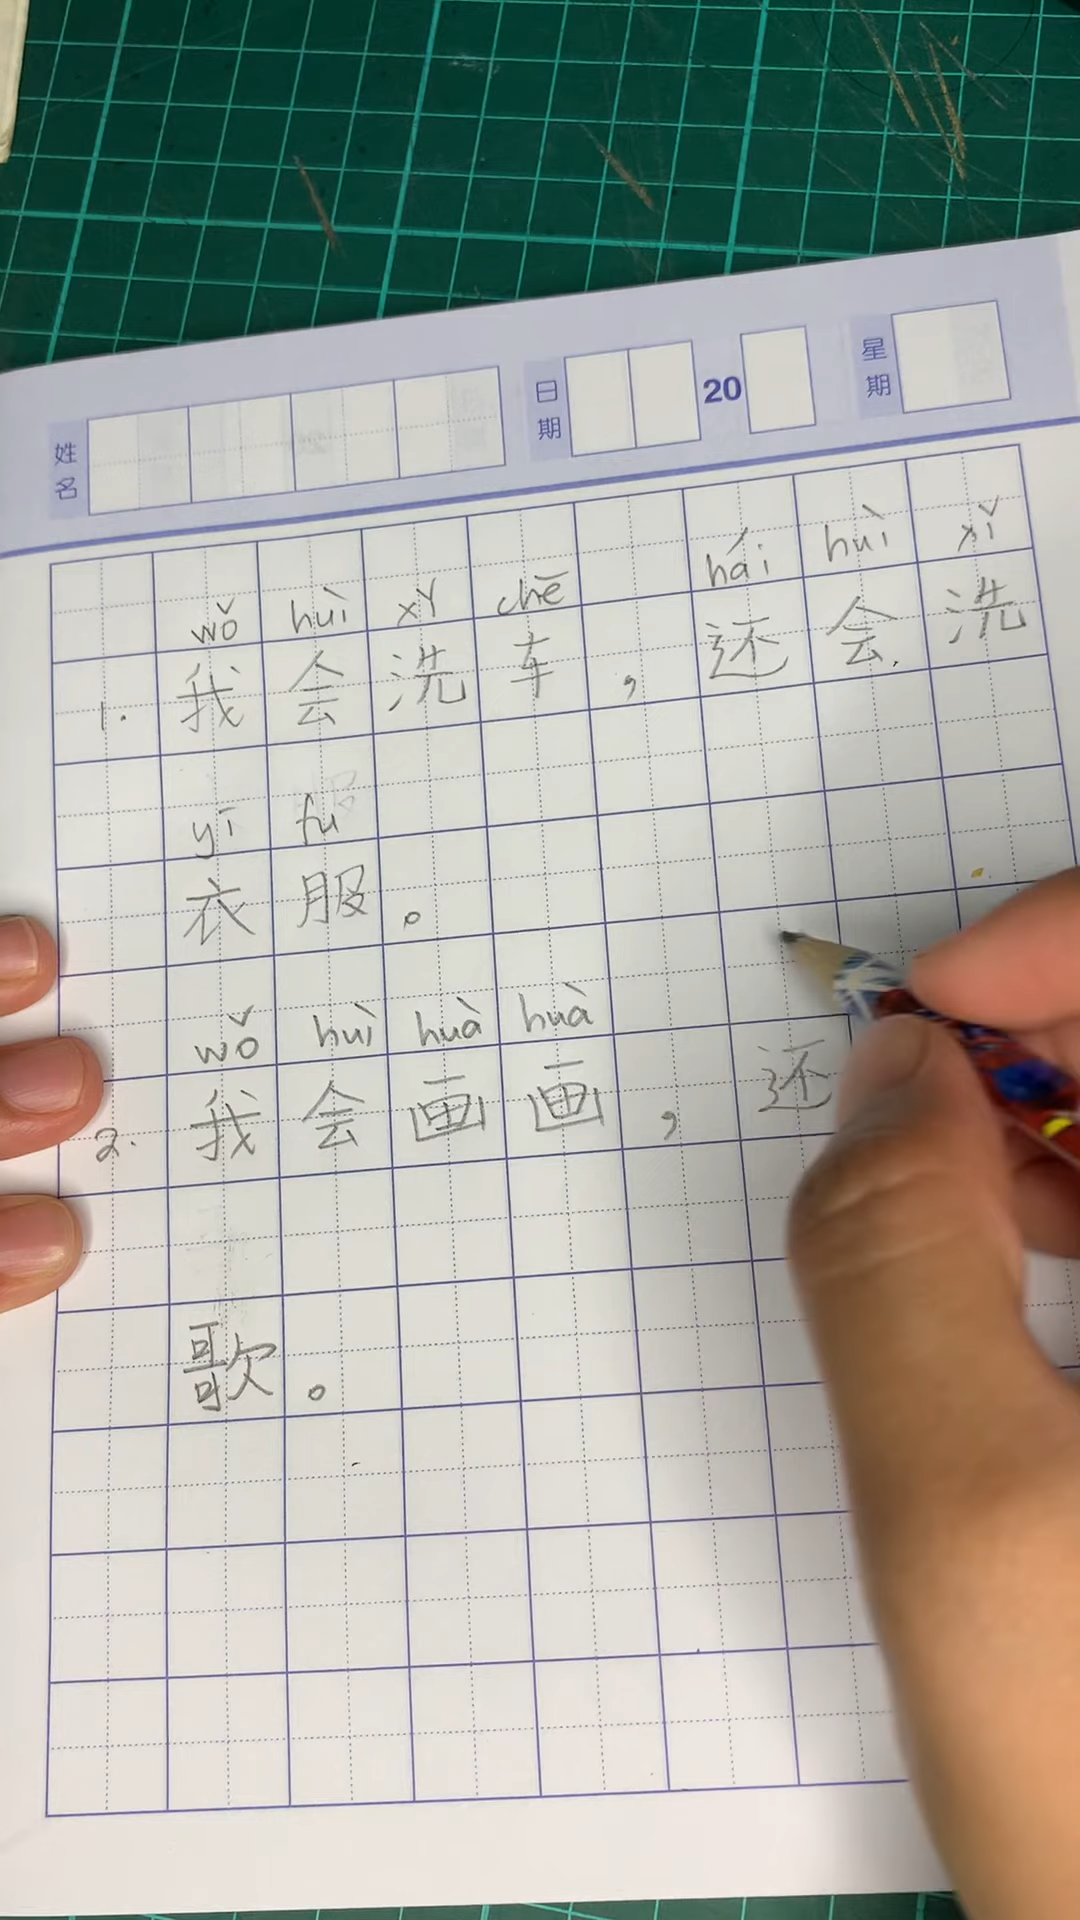 姓名 日期 20 星期
wǒ huì xǐ chē hái huì xǐ
1. 我会洗车，还会洗
yī fu
衣服。
wǒ huì huà huà
2. 我会画画，还
歌。